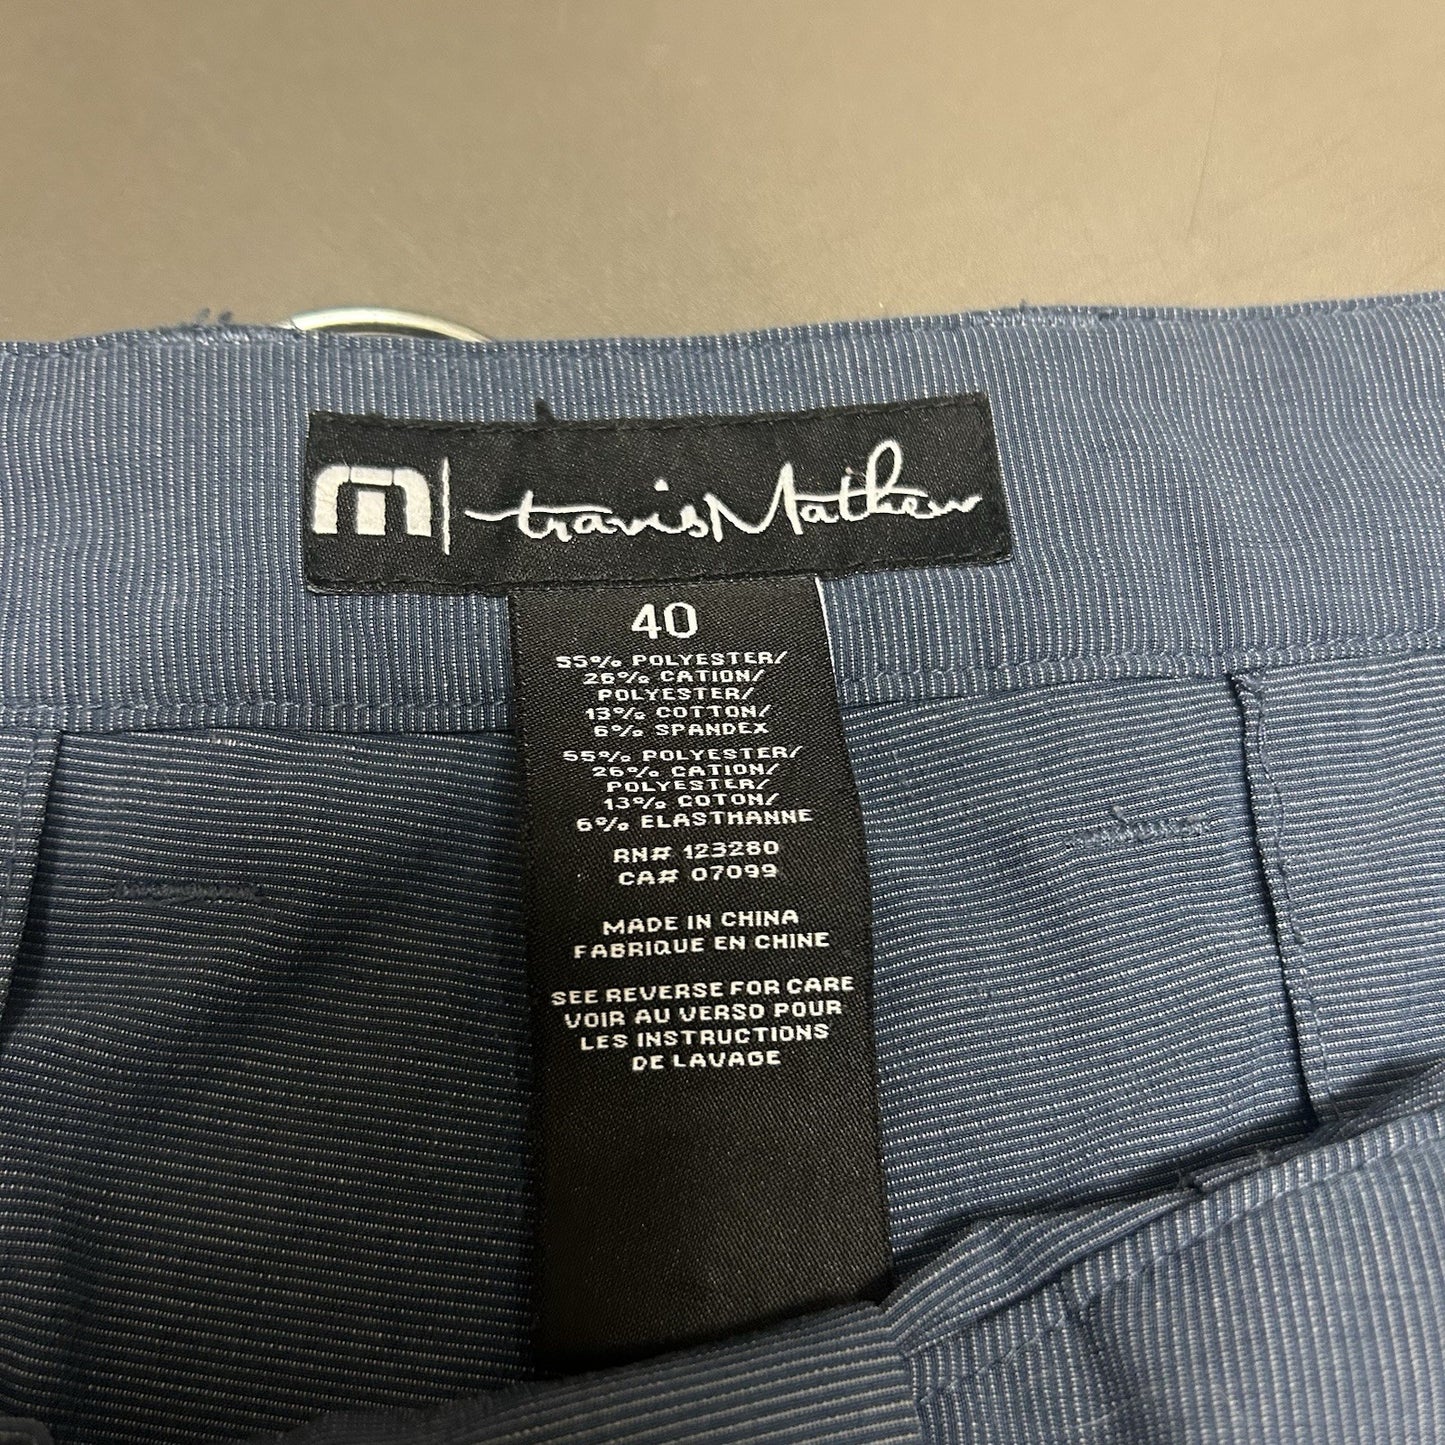 travisMathew
40
55% POLYESTER/
26% CATION/
POLYESTER/
13% COTTON/
6% SPANDEX
55% POLYESTER/
26% CATION/
POLYESTER/
13% COTON/
6% ELASTHANNE
RN# 123280
CA# 07099
MADE IN CHINA
FABRIQUE EN CHINE
SEE REVERSE FOR CARE
VOIR AU VERSO POUR
LES INSTRUCTIONS
DE LAVAGE